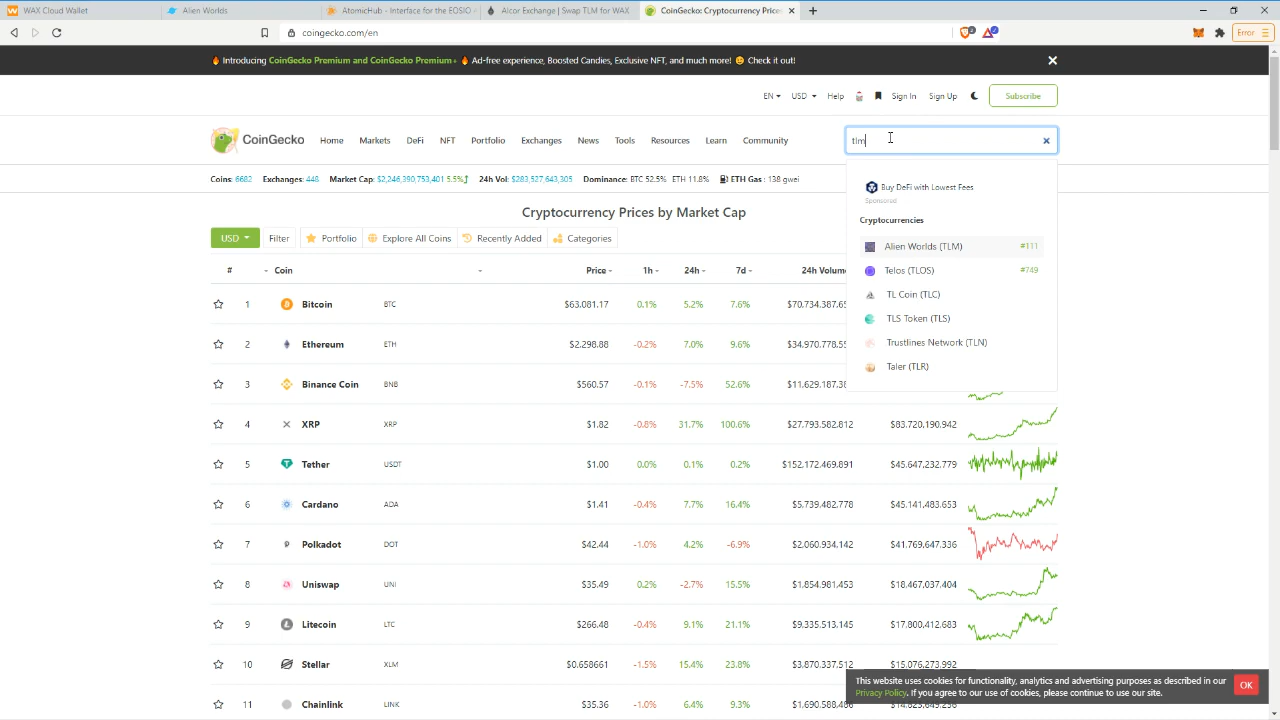 WAX Cloud Wallet
Alien Worlds
AtomicHub - Interface for the EOSIO
Alcor Exchange | Swap TLM for WAX
CoinGecko: Cryptocurrency Price
coingecko.com/en
Error
Introducing CoinGecko Premium and CoinGecko Premium+ 🔥 Ad-free experience, Boosted Candies, Exclusive NFT, and much more! Check it out!
EN USD Help Sign In Sign Up Subscribe
CoinGecko Home Markets DeFi NFT Portfolio Exchanges News Tools Resources Learn Community
tlm
Coins: 6682 Exchanges: 448 Market Cap: $2,246,390,753,401 5.5% 24h Vol: $283,527,643,305 Dominance: BTC 52.5% ETH 11.8% ETH Gas: 138 gwei
Buy DeFi with Lowest Fees
Sponsored
Cryptocurrencies
Alien Worlds (TLM) #111
Telos (TLOS) #749
TL Coin (TLC)
TLS Token (TLS)
Trustlines Network (TLN)
Taler (TLR)
Cryptocurrency Prices by Market Cap
USD Filter Portfolio Explore All Coins Recently Added Categories
# Coin Price 1h 24h 7d 24h Volume
1 Bitcoin BTC $63,081.17 0.1% 5.2% 7.6% $70,734,387,65
2 Ethereum ETH $2,298.88 -0.2% 7.0% 9.6% $34,970,778,55
3 Binance Coin BNB $560.57 -0.1% -7.5% 52.6% $11,629,187,38
4 XRP XRP $1.82 -0.8% 31.7% 100.6% $27,793,582,812 $83,720,190,942
5 Tether USDT $1.00 0.0% 0.1% 0.2% $152,172,469,891 $45,647,232,779
6 Cardano ADA $1.41 -0.4% 7.7% 16.4% $5,739,482,778 $45,141,483,653
7 Polkadot DOT $42.44 -1.0% 4.2% -6.9% $2,060,934,142 $41,769,647,336
8 Uniswap UNI $35.49 0.2% -2.7% 15.5% $1,854,981,453 $18,467,037,404
9 Litecoin LTC $266.48 -0.4% 9.1% 21.1% $9,335,513,145 $17,800,412,683
10 Stellar XLM $0.658661 -1.5% 15.4% 23.8% $3,870,337,512 $15,076,273,992
11 Chainlink LINK $35.36 -1.0% 6.4% 9.3% $1,690,588,486 $14,825,649,236
This website uses cookies for functionality, analytics and advertising purposes as described in our
Privacy Policy. If you agree to our use of cookies, please continue to use our site.
OK